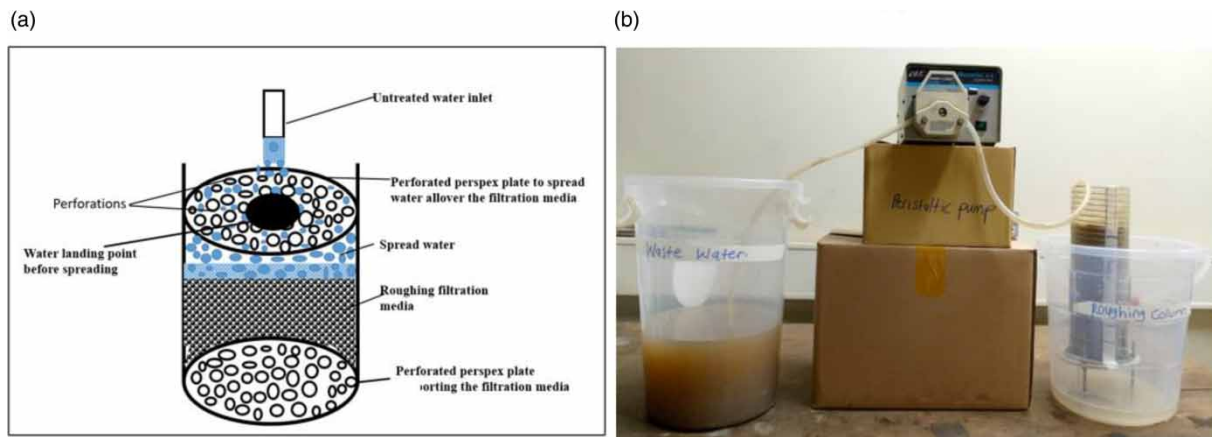 (a)
Untreated water inlet
Perforated perspex plate to spread
water allover the filtration media
Perforations
Spread water
Water landing point
before spreading
Roughing filtration
media
Perforated perspex plate
porting the filtration media
(b)
Peristaltic pump
Waste Water
Roughing Column